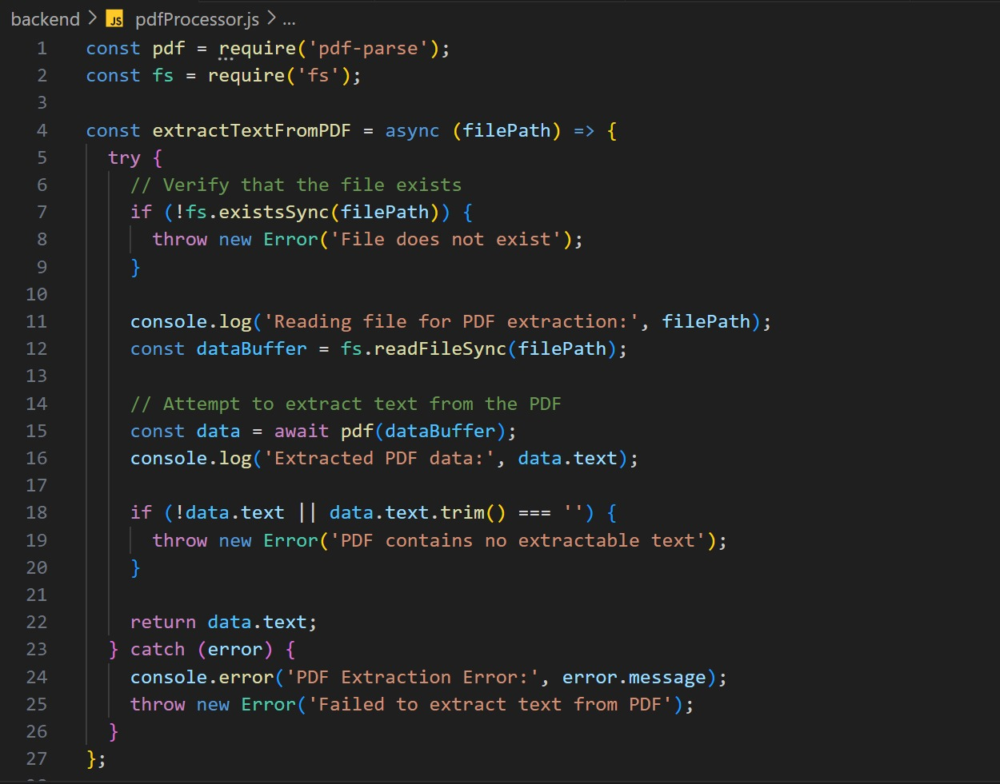 backend > JS pdfProcessor.js > ...
1 const pdf = require('pdf-parse');
2 const fs = require('fs');
3
4 const extractTextFromPDF = async (filePath) => {
5   try {
6     // Verify that the file exists
7     if (!fs.existsSync(filePath)) {
8       throw new Error('File does not exist');
9     }
10
11     console.log('Reading file for PDF extraction:', filePath);
12     const dataBuffer = fs.readFileSync(filePath);
13
14     // Attempt to extract text from the PDF
15     const data = await pdf(dataBuffer);
16     console.log('Extracted PDF data:', data.text);
17
18     if (!data.text || data.text.trim() === '') {
19       throw new Error('PDF contains no extractable text');
20     }
21
22     return data.text;
23   } catch (error) {
24     console.error('PDF Extraction Error:', error.message);
25     throw new Error('Failed to extract text from PDF');
26   }
27 };